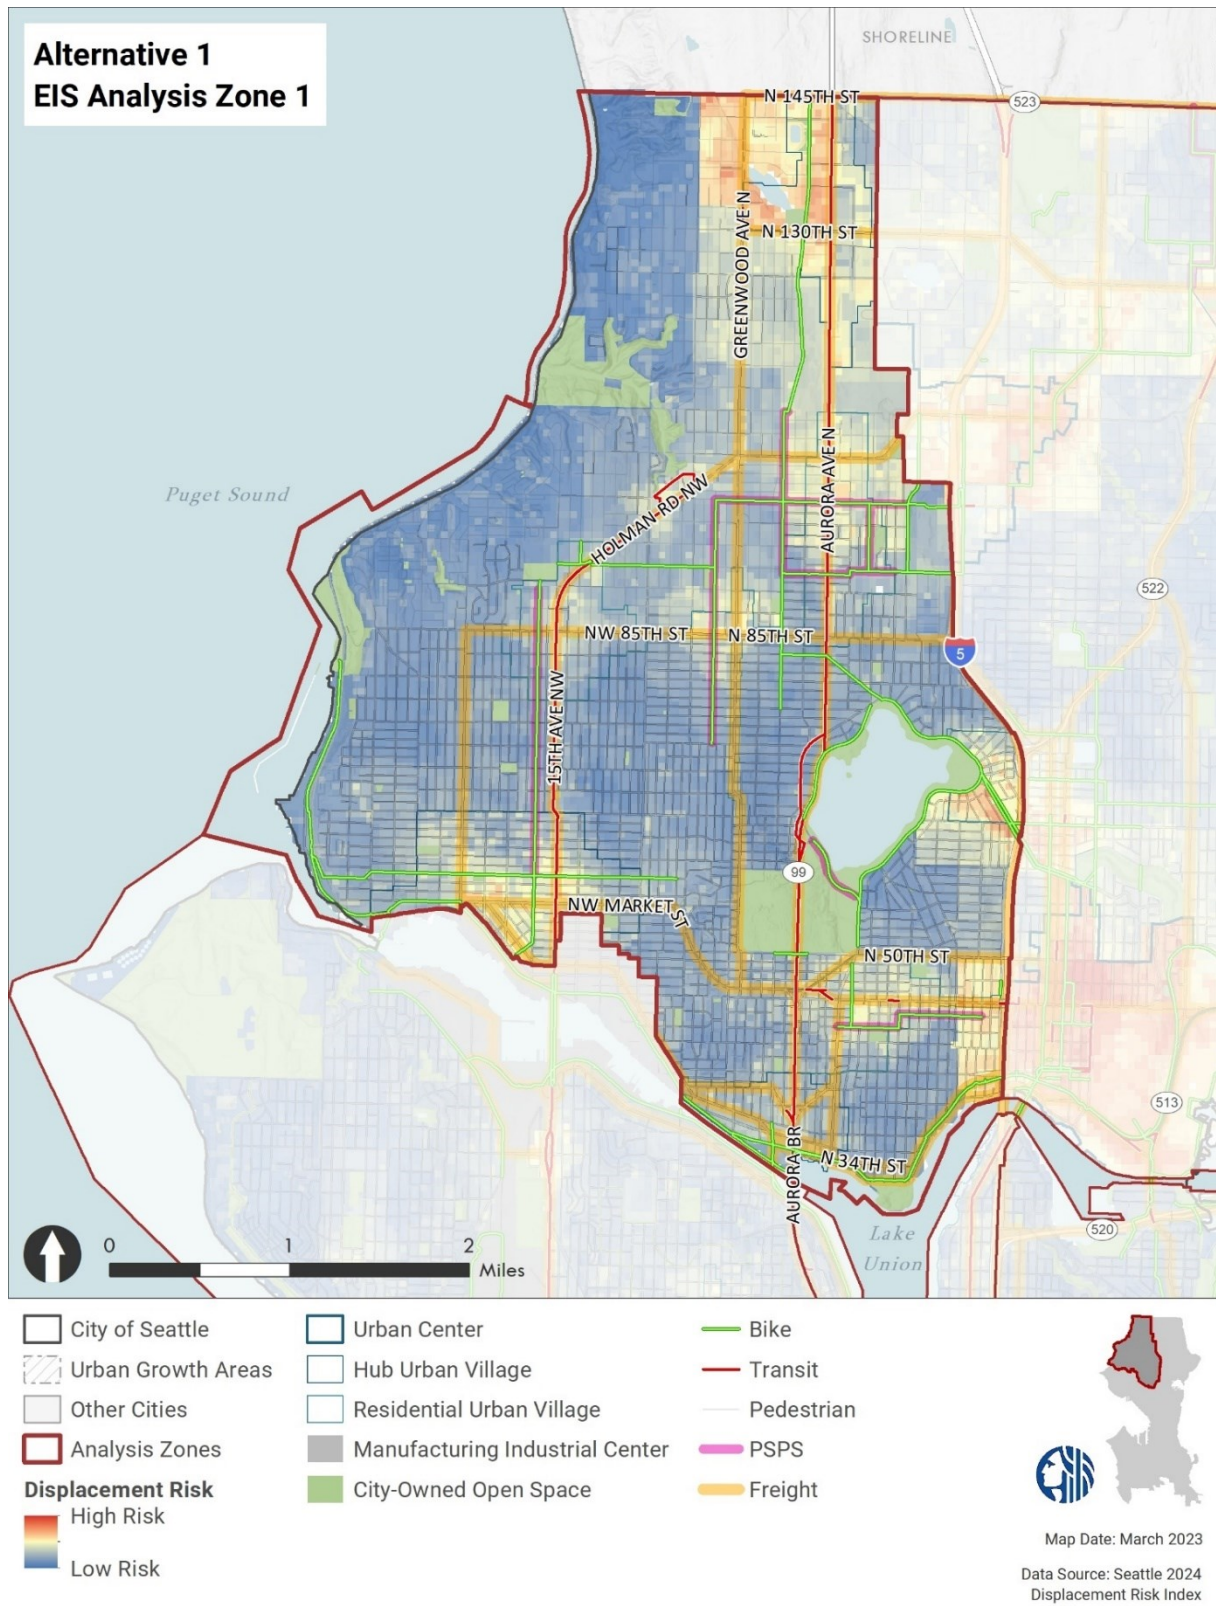 Alternative 1
EIS Analysis Zone 1
SHORELINE
N 145TH ST
523
GREENWOOD AVE N
N 130TH ST
AURORA AVE N
Puget Sound
HOLMAN RD NW
522
NW 85TH ST
N 85TH ST
5
15TH AVE NW
99
NW MARKET ST
N 50TH ST
513
N 34TH ST
AURORA BR
520
Lake
Union
0 1 2
Miles
City of Seattle
Urban Growth Areas
Other Cities
Analysis Zones
Displacement Risk
High Risk
Low Risk
Urban Center
Hub Urban Village
Residential Urban Village
Manufacturing Industrial Center
City-Owned Open Space
Bike
Transit
Pedestrian
PSPS
Freight
Map Date: March 2023
Data Source: Seattle 2024
Displacement Risk Index